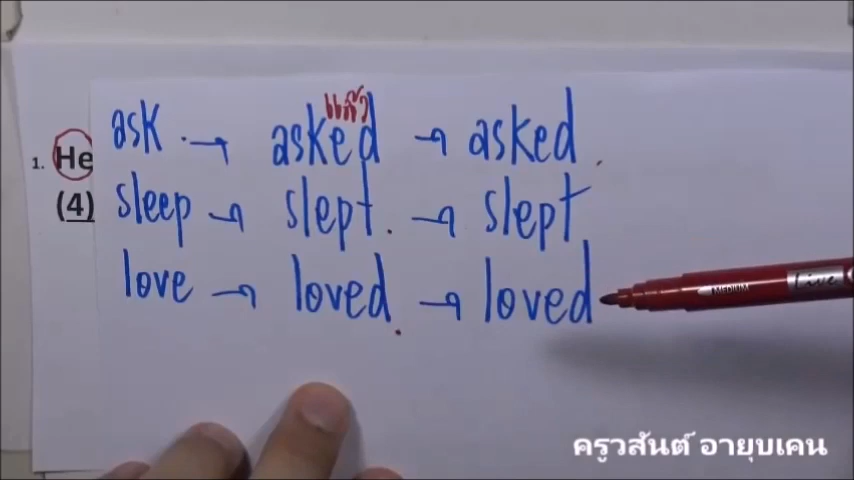 แล้ว
ask → asked → asked
1. He
sleep → slept → slept
(4)
love → loved → loved
MEDIUM Live
ครูวสันต์ อายุบเคน